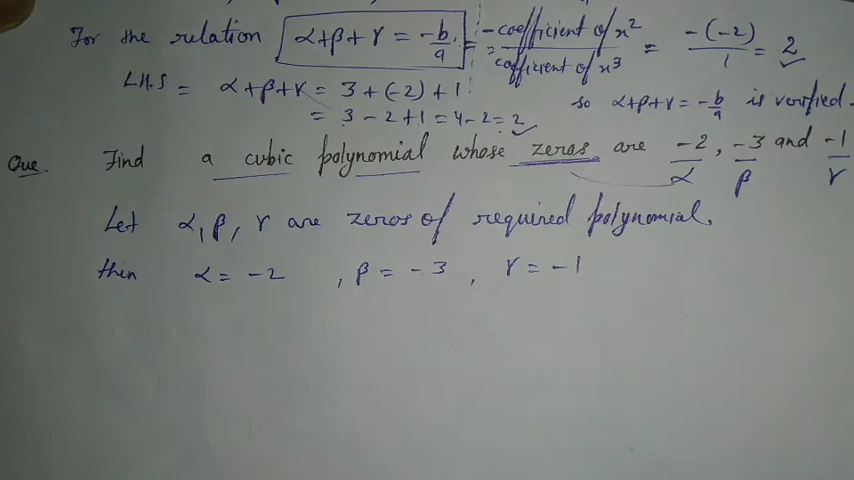 For the relation α+β+γ = -b/a = -coefficient of x² / coefficient of x³ = -(-2)/1 = 2 ✓
L.H.S = α+β+γ = 3 + (-2) + 1
= 3 - 2 + 1 = 4 - 2 = 2 ✓ so α+β+γ = -b/a is verified.
Que. Find a cubic polynomial whose zeros are -2, -3 and -1
α β γ
Let α, β, γ are zeros of required polynomial.
then α = -2 , β = -3 , γ = -1